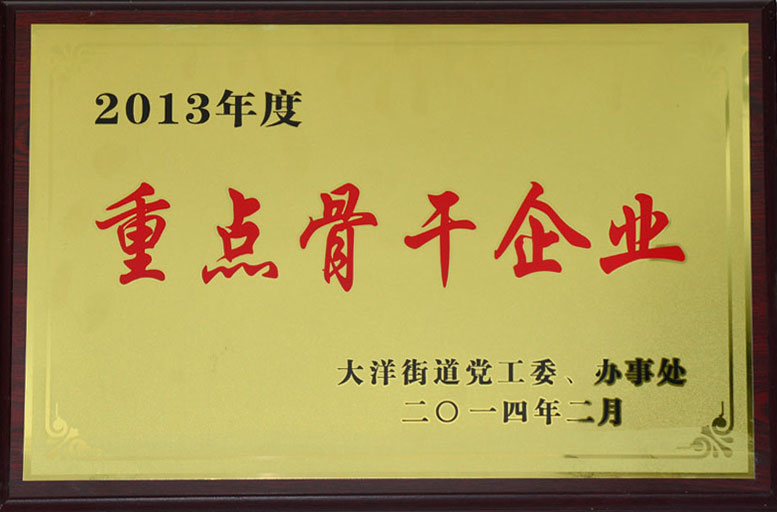 2013年度
重点骨干企业
大洋街道党工委、办事处
二〇一四年二月